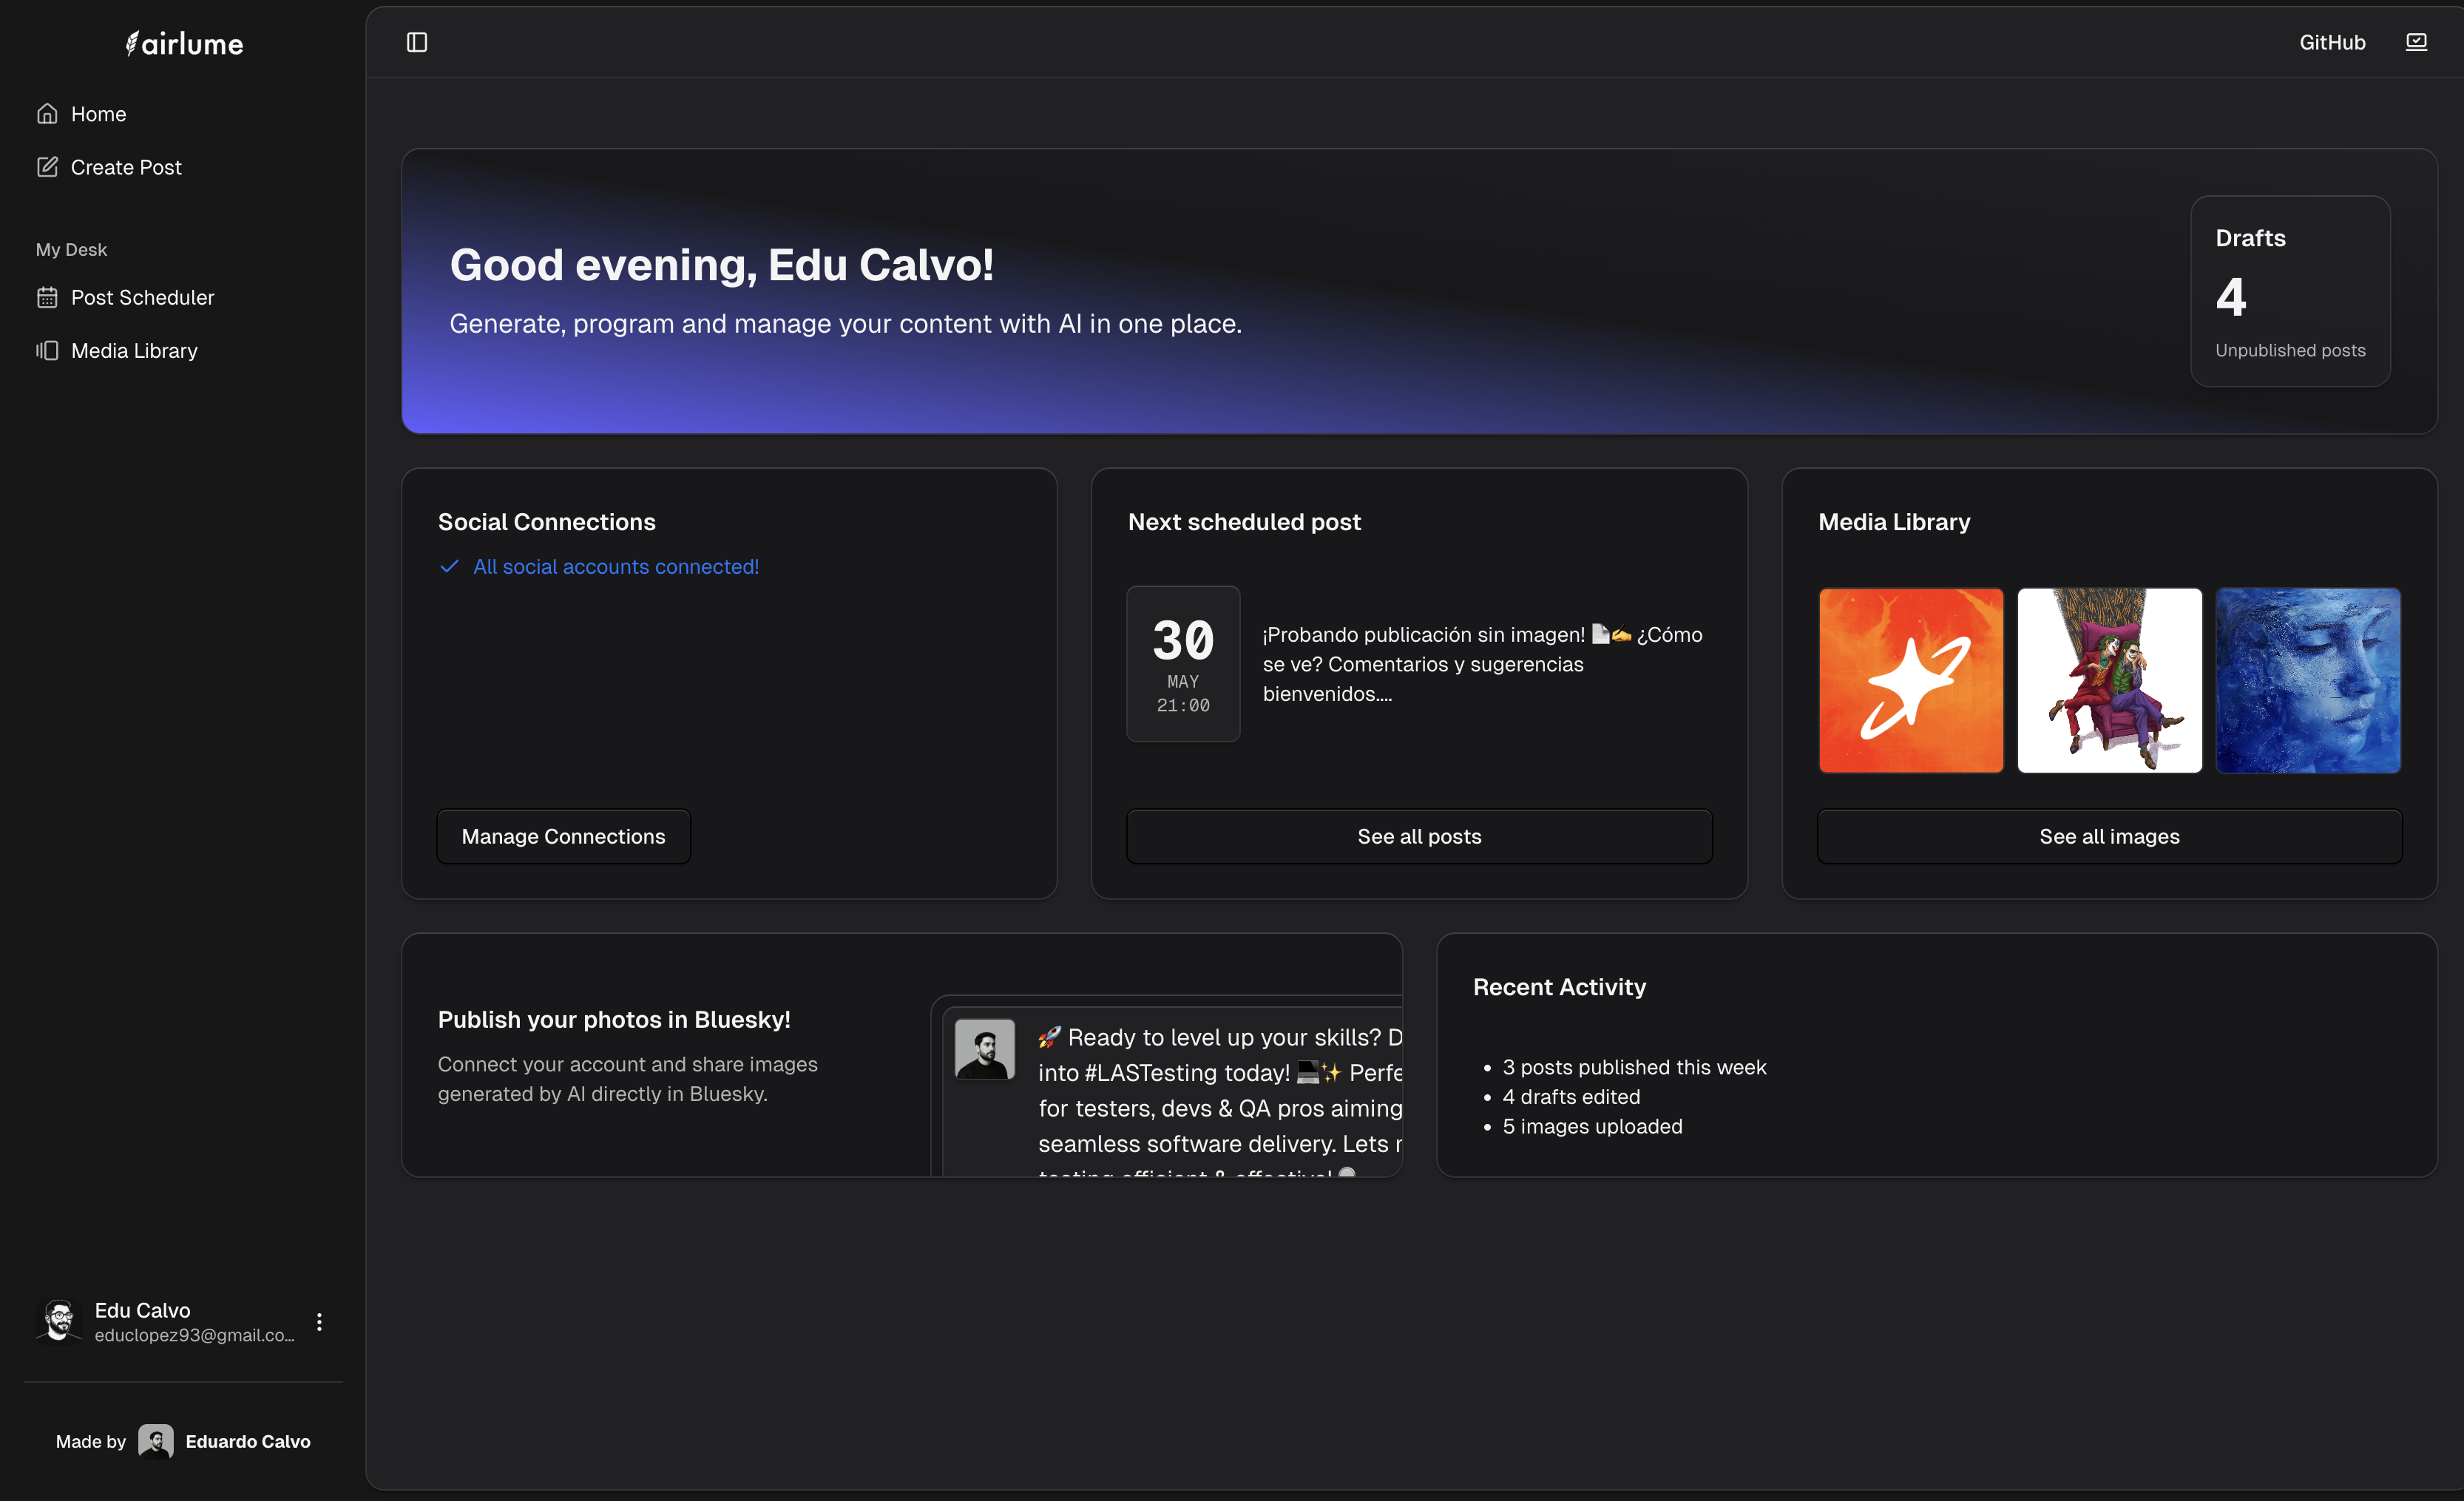 airlume
GitHub
Home
Create Post
My Desk
Post Scheduler
Media Library
Good evening, Edu Calvo!
Generate, program and manage your content with AI in one place.
Drafts
4
Unpublished posts
Social Connections
All social accounts connected!
Manage Connections
Next scheduled post
30
MAY
21:00
¡Probando publicación sin imagen! 📄✍️ ¿Cómo
se ve? Comentarios y sugerencias
bienvenidos....
See all posts
Media Library
See all images
Publish your photos in Bluesky!
Connect your account and share images
generated by AI directly in Bluesky.
🚀 Ready to level up your skills? D
into #LASTesting today! 💻✨ Perfe
for testers, devs & QA pros aiming
seamless software delivery. Lets
testing efficient & effective!
Recent Activity
• 3 posts published this week
• 4 drafts edited
• 5 images uploaded
Edu Calvo
educlopez93@gmail.co...
Made by Eduardo Calvo